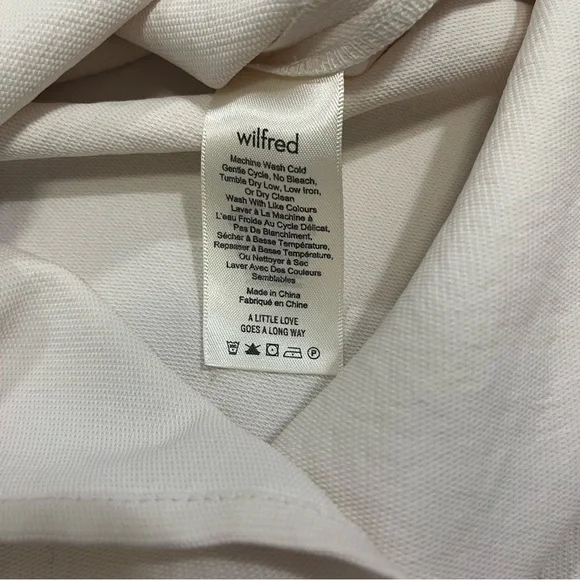 wilfred
Machine Wash Cold
Gentle Cycle, No Bleach,
Tumble Dry Low, Low Iron,
Or Dry Clean
Wash With Like Colours
Laver à La Machine à
L'eau Froide Au Cycle Délicat,
Pas De Blanchiment,
Sécher à Basse Température,
Repasser à Basse Température,
Ou Nettoyer à Sec
Laver Avec Des Couleurs
Semblables
Made in China
Fabriqué en Chine
A LITTLE LOVE
GOES A LONG WAY
P